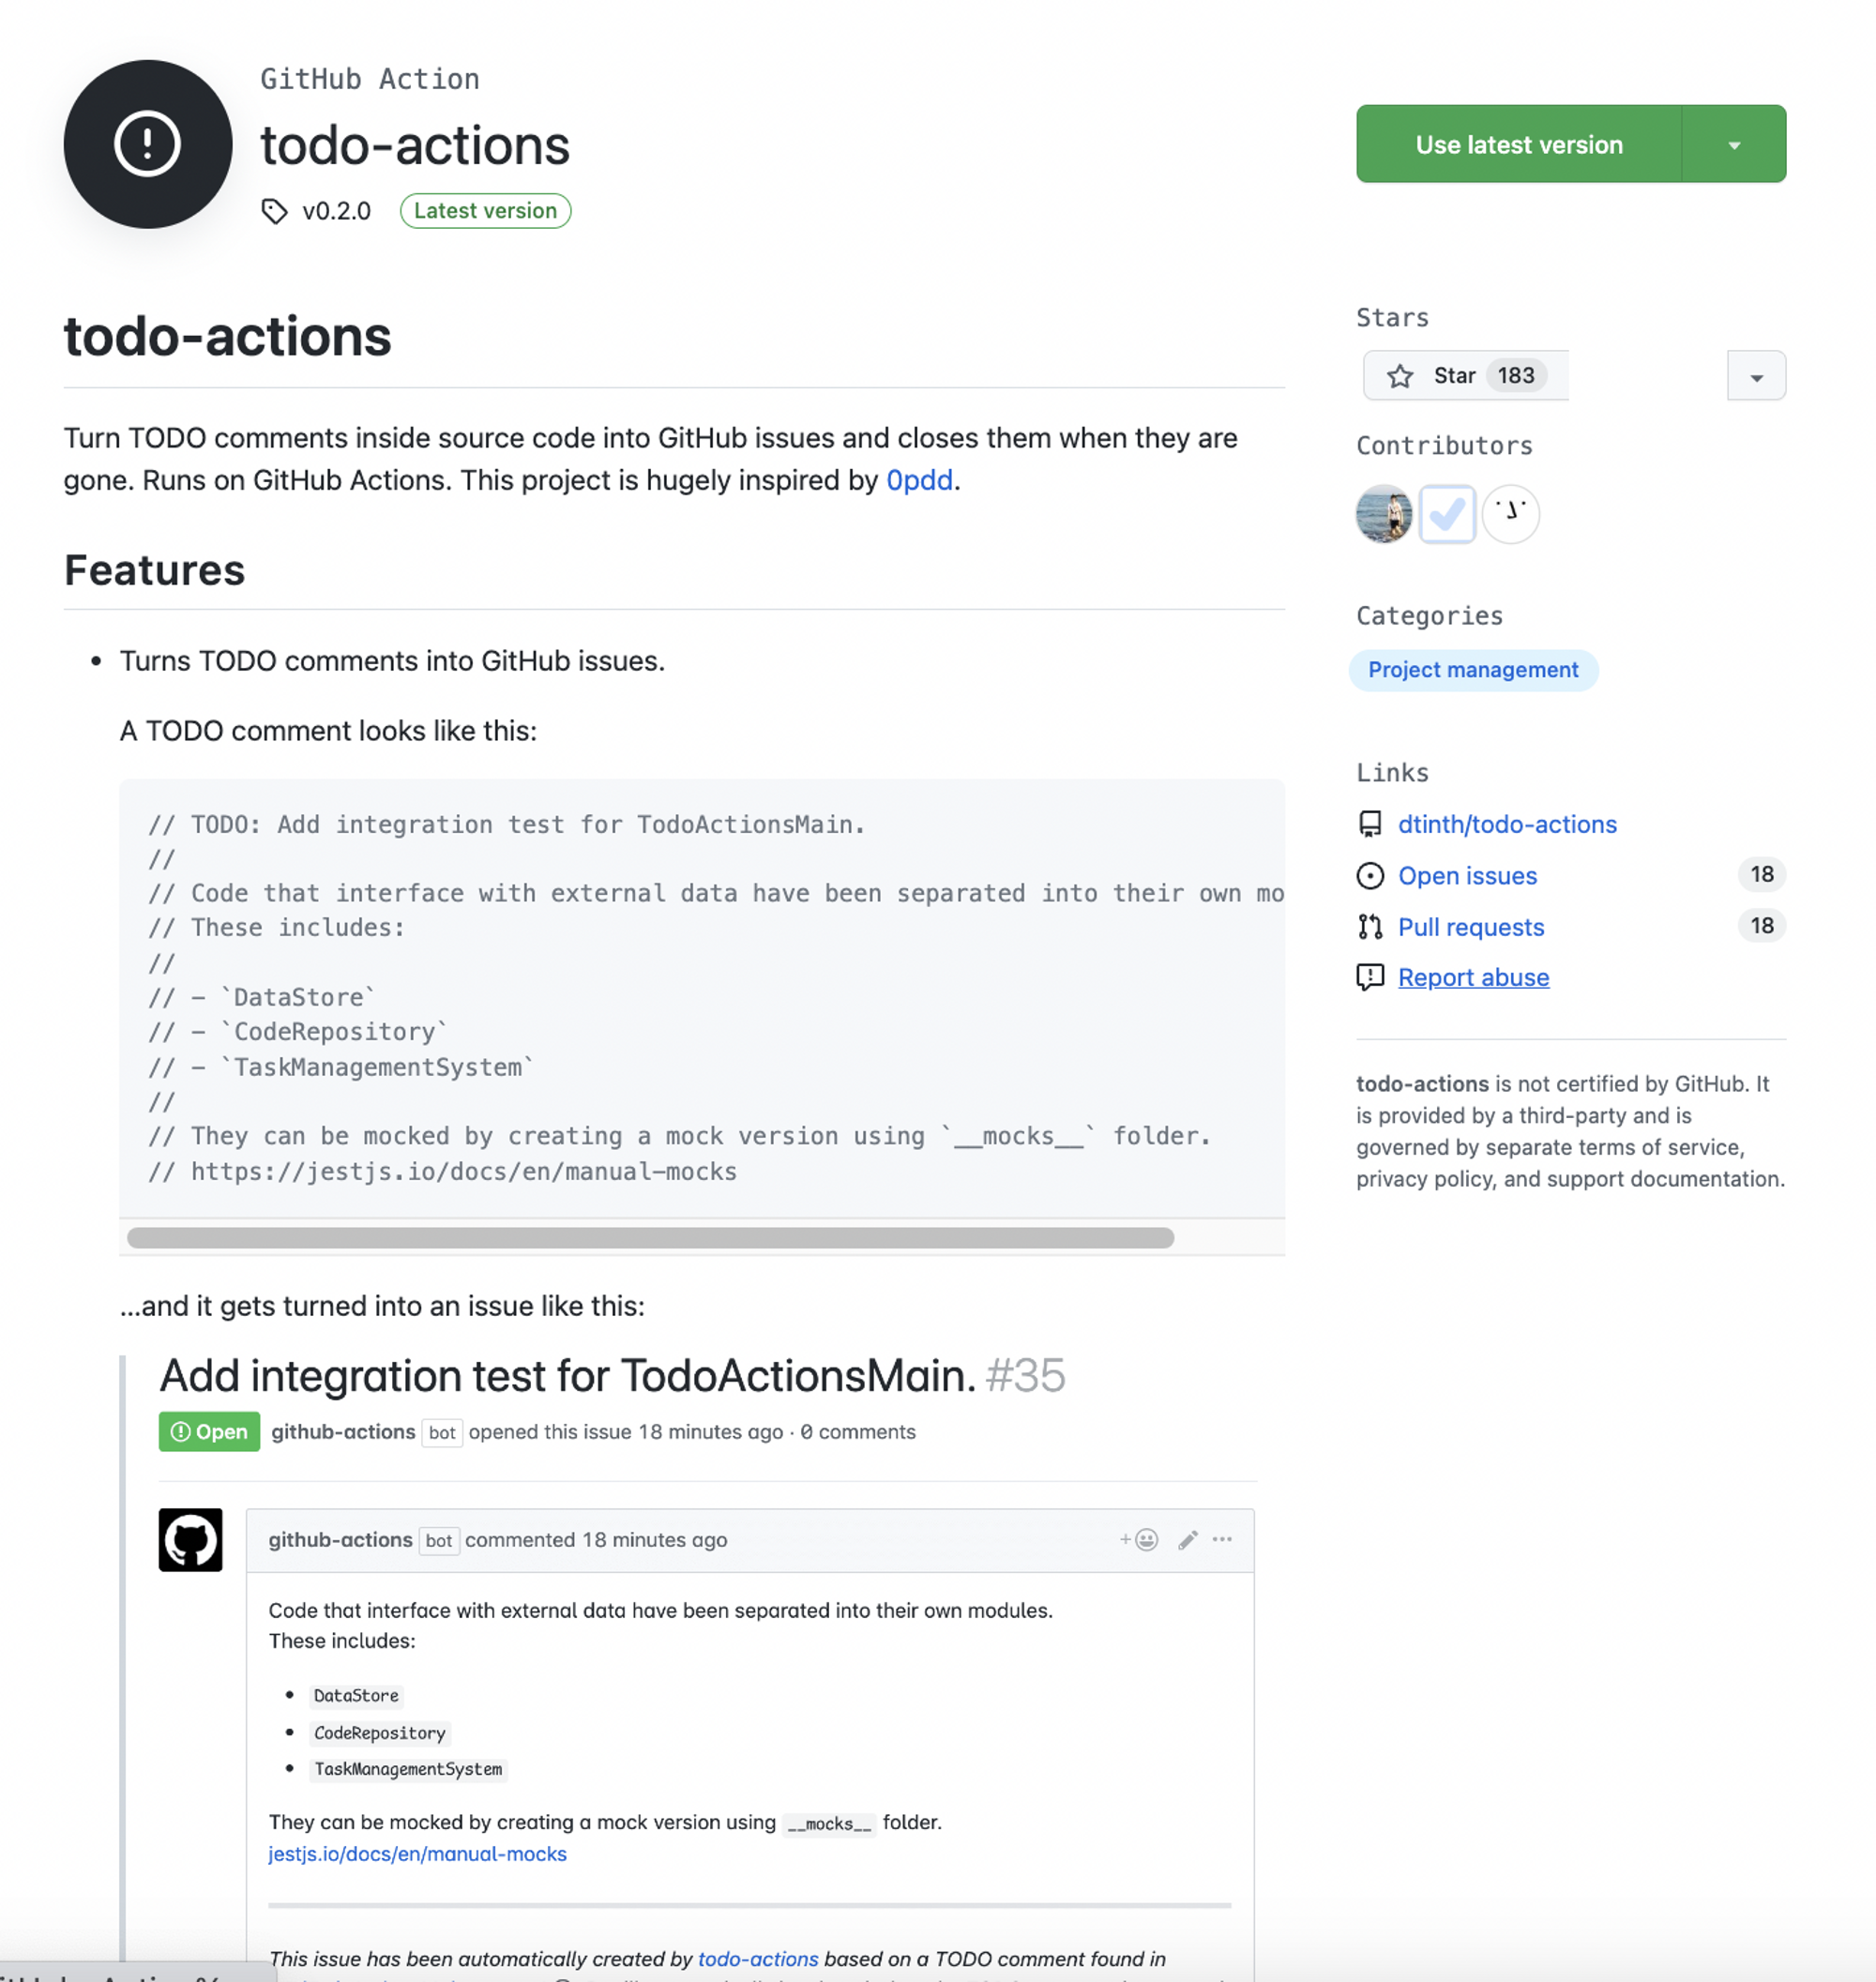 GitHub Action
todo-actions
v0.2.0 Latest version
Use latest version
todo-actions
Turn TODO comments inside source code into GitHub issues and closes them when they are
gone. Runs on GitHub Actions. This project is hugely inspired by 0pdd.
Features
• Turns TODO comments into GitHub issues.
A TODO comment looks like this:
// TODO: Add integration test for TodoActionsMain.
//
// Code that interface with external data have been separated into their own mo
// These includes:
//
// - `DataStore`
// - `CodeRepository`
// - `TaskManagementSystem`
//
// They can be mocked by creating a mock version using `__mocks__` folder.
// https://jestjs.io/docs/en/manual-mocks
...and it gets turned into an issue like this:
Add integration test for TodoActionsMain. #35
Open github-actions bot opened this issue 18 minutes ago · 0 comments
github-actions bot commented 18 minutes ago
Code that interface with external data have been separated into their own modules.
These includes:
• DataStore
• CodeRepository
• TaskManagementSystem
They can be mocked by creating a mock version using __mocks__ folder.
jestjs.io/docs/en/manual-mocks
This issue has been automatically created by todo-actions based on a TODO comment found in
Stars
Star 183
Contributors
Categories
Project management
Links
dtinth/todo-actions
Open issues 18
Pull requests 18
Report abuse
todo-actions is not certified by GitHub. It
is provided by a third-party and is
governed by separate terms of service,
privacy policy, and support documentation.